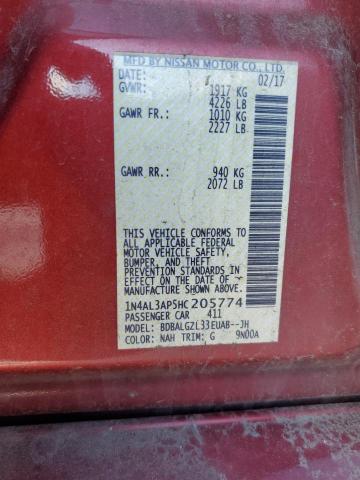 MFD BY NISSAN MOTOR CO., LTD.
DATE: 02/17
GVWR: 1917 KG
4226 LB
GAWR FR.: 1010 KG
2227 LB
GAWR RR.: 940 KG
2072 LB
THIS VEHICLE CONFORMS TO
ALL APPLICABLE FEDERAL
MOTOR VEHICLE SAFETY,
BUMPER, AND THEFT
PREVENTION STANDARDS
IN EFFECT ON THE DATE OF
MANUFACTURE SHOWN ABOVE.
1N4AL3AP5HC205774
PASSENGER CAR 411
MODEL: BDBALGZL33EUAB--JH
COLOR: NAH TRIM: G 9N00A